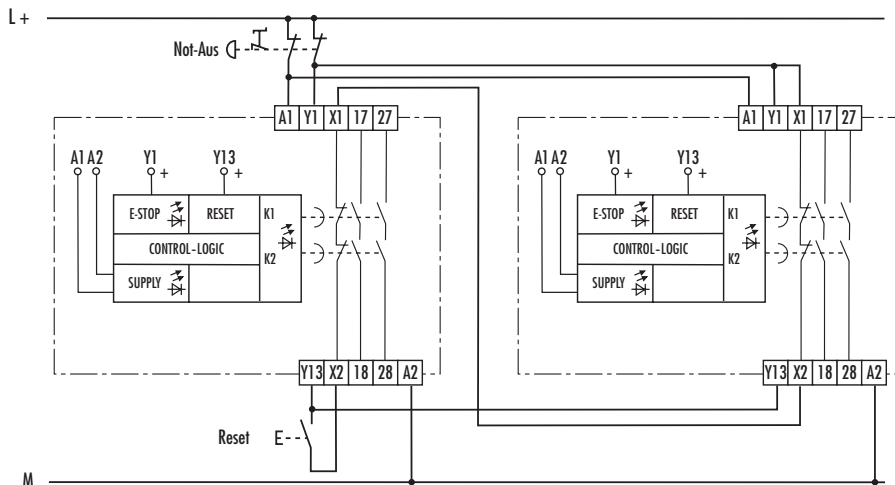 L +
Not-Aus
A1 Y1 X1 17 27
A1 Y1 X1 17 27
A1 A2 Y1 + Y13 +
A1 A2 Y1 + Y13 +
E-STOP RESET K1
E-STOP RESET K1
CONTROL-LOGIC
CONTROL-LOGIC
K2
K2
SUPPLY
SUPPLY
Y13 X2 18 28 A2
Y13 X2 18 28 A2
Reset
M